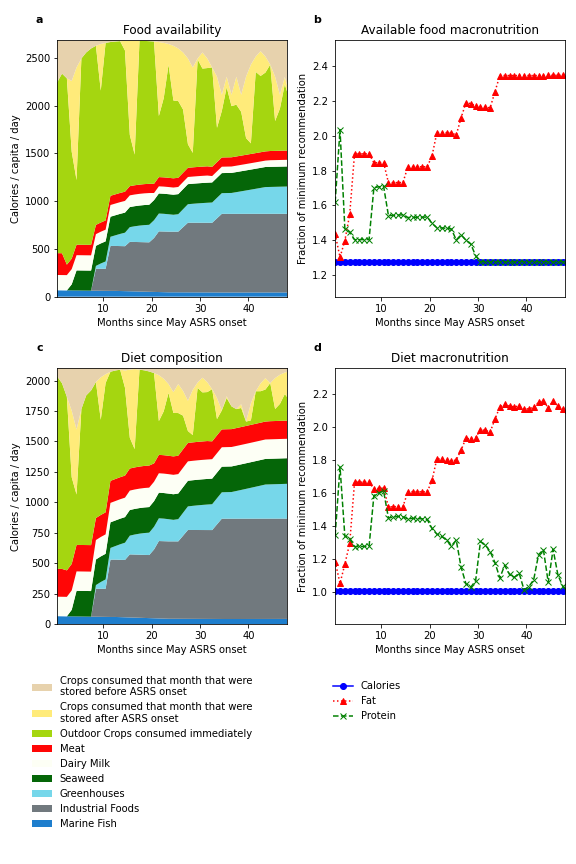 a
Food availability
Calories / capita / day
2500
2000
1500
1000
500
0
10
20
30
40
Months since May ASRS onset
b
Available food macronutrition
Fraction of minimum recommendation
2.4
2.2
2.0
1.8
1.6
1.4
1.2
10
20
30
40
Months since May ASRS onset
c
Diet composition
Calories / capita / day
2000
1750
1500
1250
1000
750
500
250
0
10
20
30
40
Months since May ASRS onset
d
Diet macronutrition
Fraction of minimum recommendation
2.2
2.0
1.8
1.6
1.4
1.2
1.0
10
20
30
40
Months since May ASRS onset
Crops consumed that month that were
stored before ASRS onset
Crops consumed that month that were
stored after ASRS onset
Outdoor Crops consumed immediately
Meat
Dairy Milk
Seaweed
Greenhouses
Industrial Foods
Marine Fish
Calories
Fat
Protein